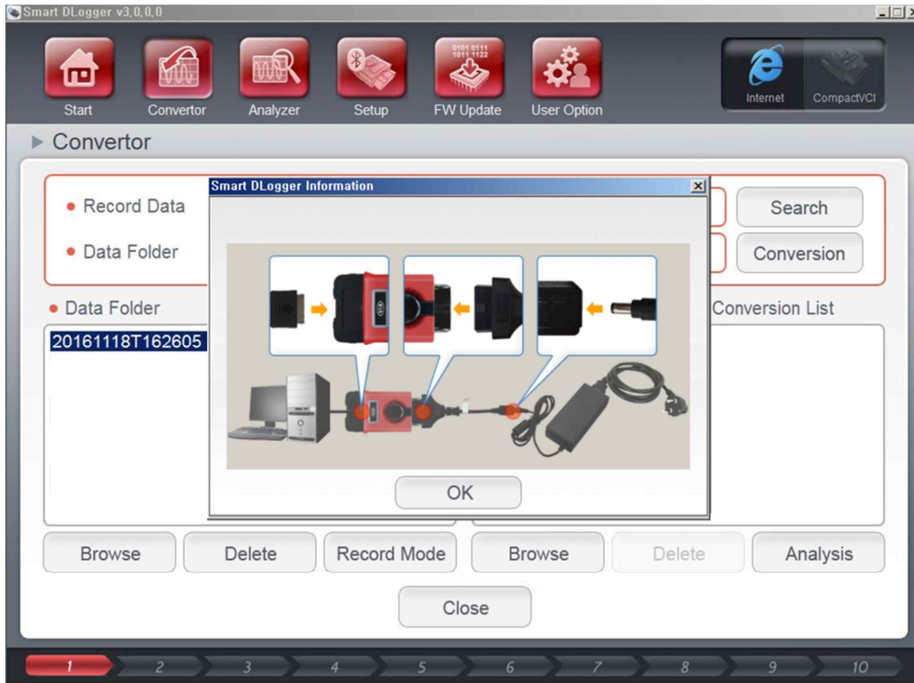 Smart DLogger v3,0,0,0
0101 0111
1011 1122
Start
Convertor
Analyzer
Setup
FW Update
User Option
Internet
CompactVCI
Convertor
Record Data
Search
Data Folder
Conversion
Smart DLogger Information
OK
Data Folder
Conversion List
20161118T162605
Browse
Delete
Record Mode
Browse
Delete
Analysis
Close
1 2 3 4 5 6 7 8 9 10